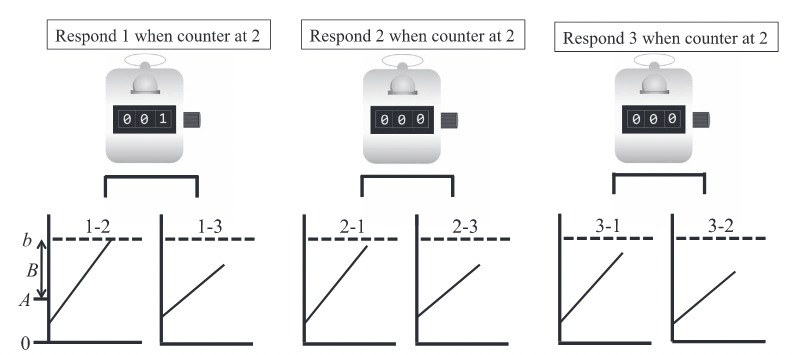 Respond 1 when counter at 2
Respond 2 when counter at 2
Respond 3 when counter at 2
0 0 1
0 0 0
0 0 0
1-2
1-3
2-1
2-3
3-1
3-2
b
B
A
0